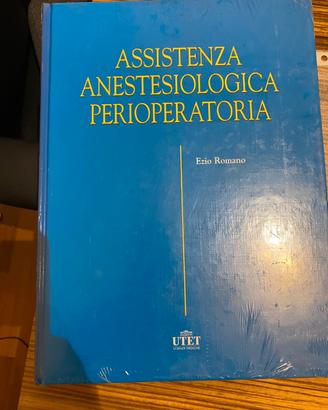 ASSISTENZA
ANESTESIOLOGICA
PERIOPERATORIA
Ezio Romano
UTET